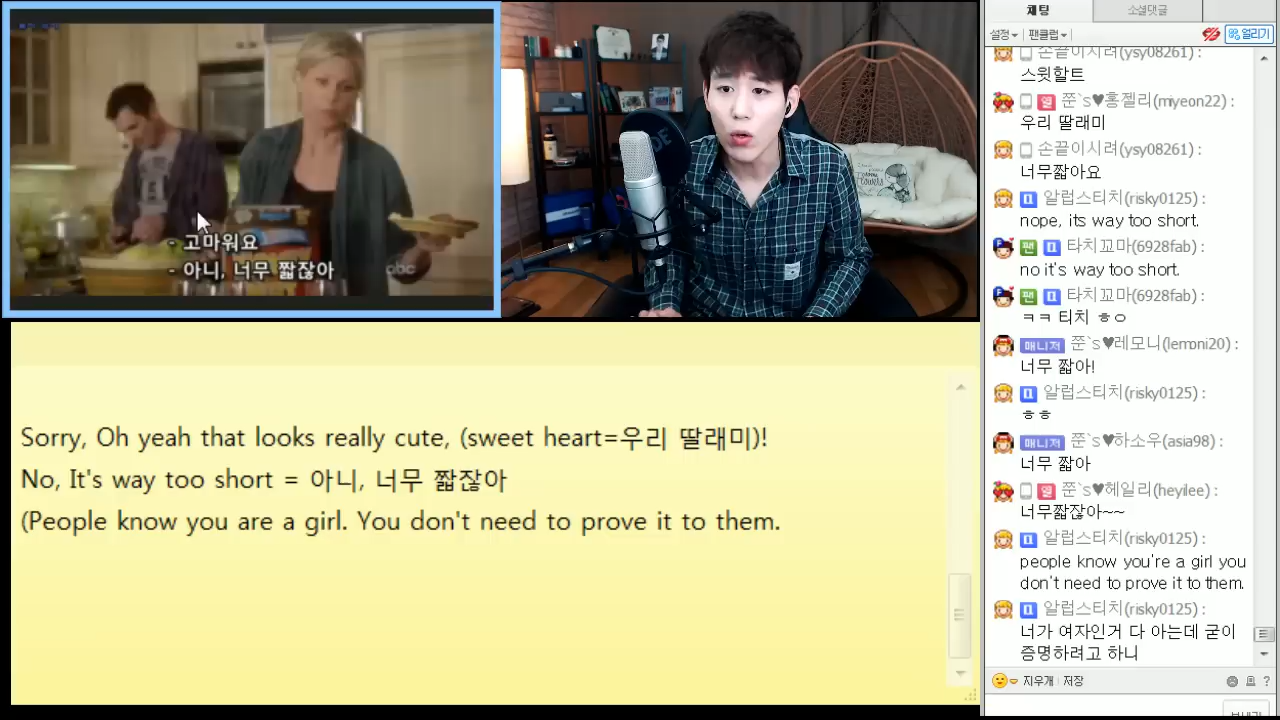 - 고마워요
- 아니, 너무 짧잖아
abc
Sorry, Oh yeah that looks really cute, (sweet heart=우리 딸래미)!
No, It's way too short = 아니, 너무 짧잖아
(People know you are a girl. You don't need to prove it to them.
채팅
소셜댓글
설정
팬클럽
얼리기
손끝이시려(ysy08261) :
스윗할트
열 쭌`s♥홍젤리(miyeon22) :
우리 딸래미
손끝이시려(ysy08261) :
너무짧아요
알럽스티치(risky0125) :
nope, its way too short.
팬 타치꼬마(6928fab) :
no it's way too short.
팬 타치꼬마(6928fab) :
ㅋㅋ 티치 ㅎㅇ
매니저 쭌`s♥레모니(lemoni20) :
너무 짧아!
알럽스티치(risky0125) :
ㅎㅎ
매니저 쭌`s♥하소우(asia98) :
너무 짧아
열 쭌`s♥헤일리(heyilee) :
너무짧잖아~~
알럽스티치(risky0125) :
people know you're a girl you
don't need to prove it to them.
알럽스티치(risky0125) :
너가 여자인거 다 아는데 굳이
증명하려고 하니
지우개
저장
?